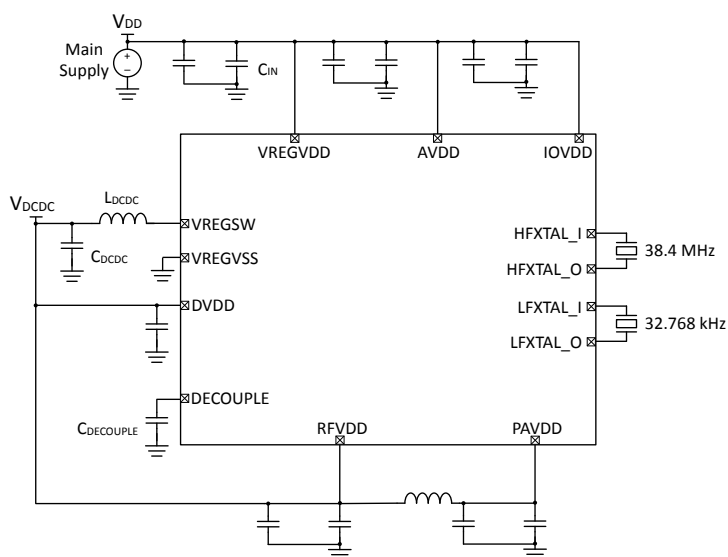 VDD
Main
Supply
+
–
CIN
VREGVDD
AVDD
IOVDD
VDCDC
LDCDC
VREGSW
CDCDC
VREGVSS
DVDD
DECOUPLE
CDECOUPLE
HFXTAL_I
38.4 MHz
HFXTAL_O
LFXTAL_I
32.768 kHz
LFXTAL_O
RFVDD
PAVDD